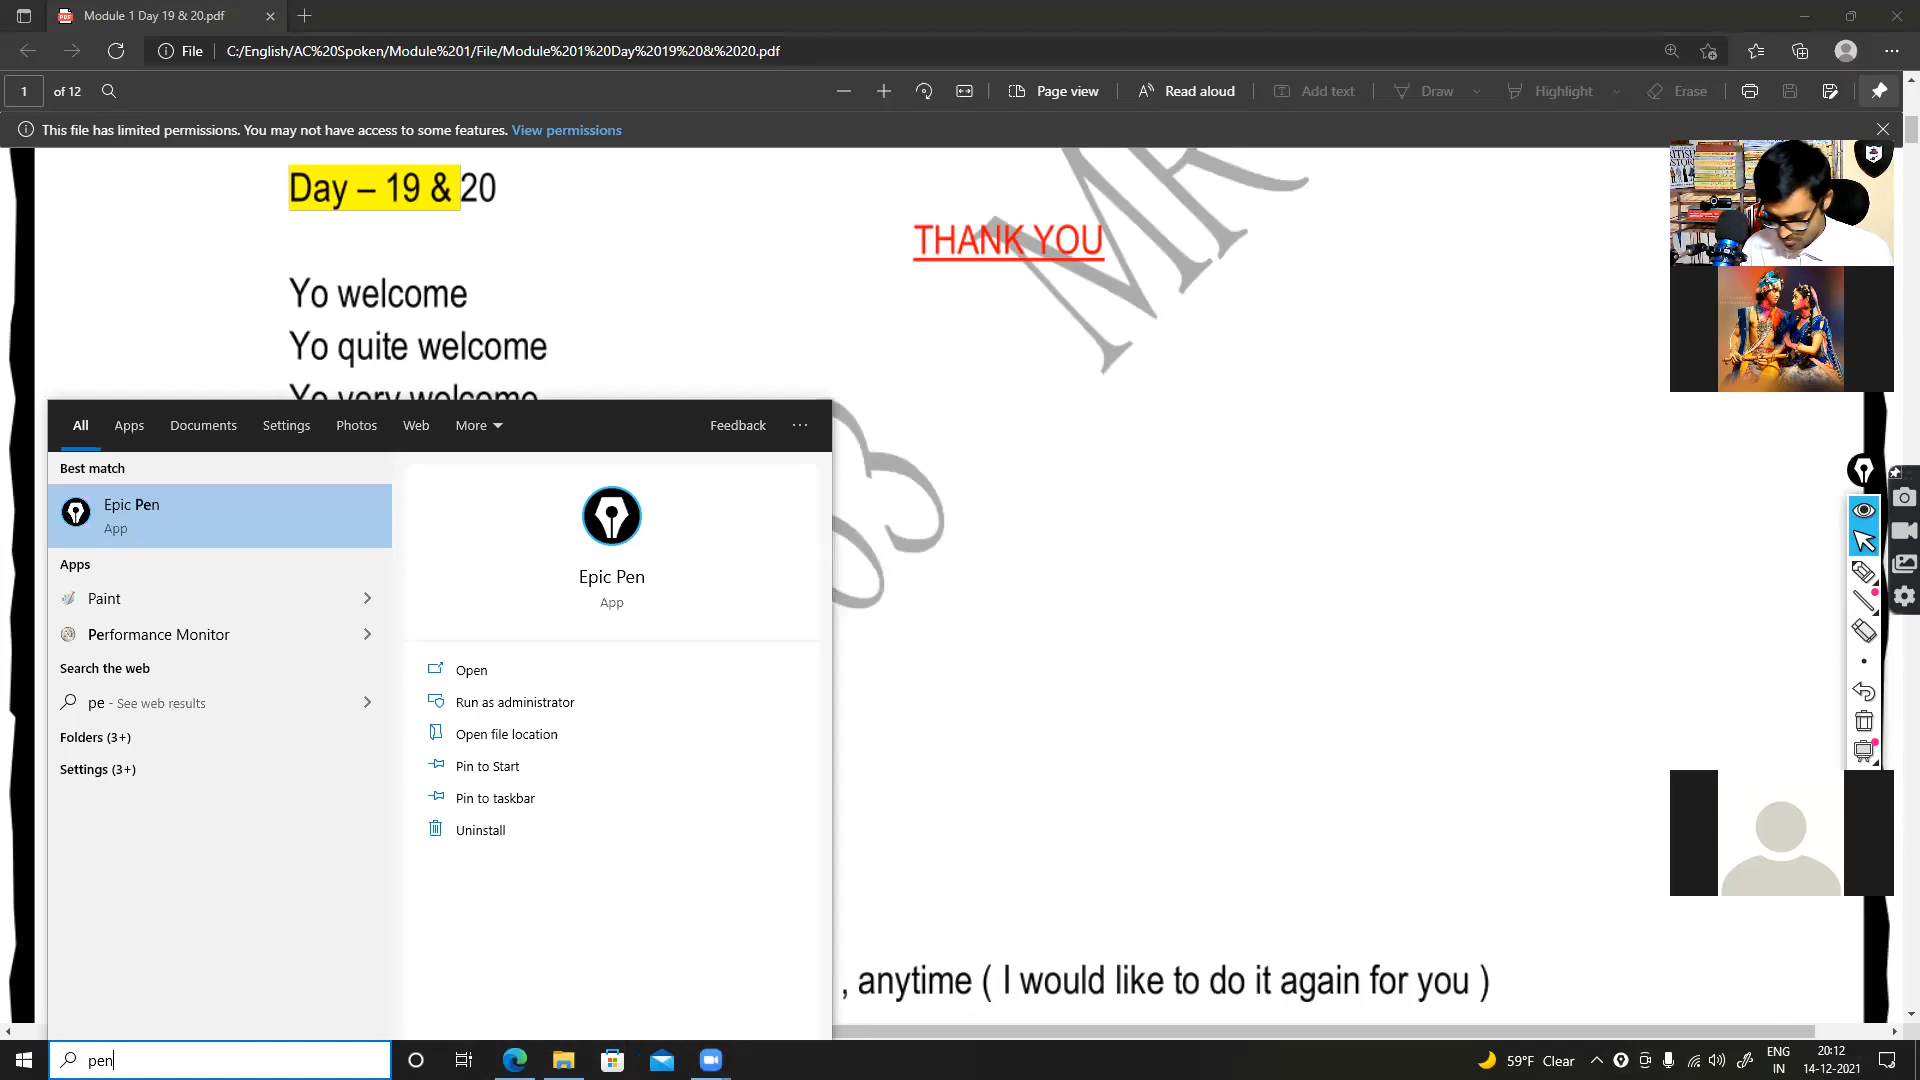 Module 1 Day 19 & 20.pdf
File
C:/English/AC%20Spoken/Module%201/File/Module%201%20Day%2019%20&%2020.pdf
1 of 12
Page view
Read aloud
Add text
Draw
Highlight
Erase
This file has limited permissions. You may not have access to some features. View permissions
Day – 19 & 20
THANK YOU
Yo welcome
Yo quite welcome
Yo very welcome
All Apps Documents Settings Photos Web More Feedback
Best match
Epic Pen
App
Apps
Paint
Performance Monitor
Search the web
pe - See web results
Folders (3+)
Settings (3+)
Epic Pen
App
Open
Run as administrator
Open file location
Pin to Start
Pin to taskbar
Uninstall
, anytime ( I would like to do it again for you )
pen
59°F Clear
ENG
IN
20:12
14-12-2021